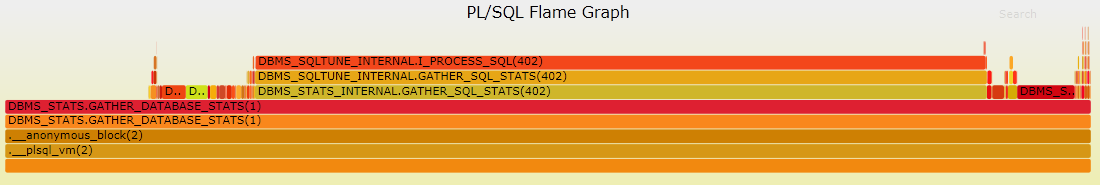 PL/SQL Flame Graph
Search
DBMS_SQLTUNE_INTERNAL.I_PROCESS_SQL(402)
DBMS_SQLTUNE_INTERNAL.GATHER_SQL_STATS(402)
D.. D.. DBMS_STATS_INTERNAL.GATHER_SQL_STATS(402) DBMS_S..
DBMS_STATS.GATHER_DATABASE_STATS(1)
DBMS_STATS.GATHER_DATABASE_STATS(1)
.__anonymous_block(2)
.__plsql_vm(2)